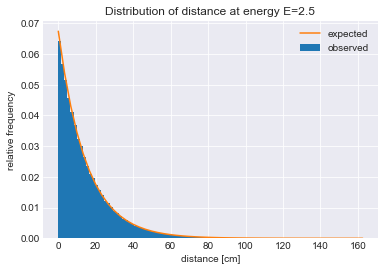 Distribution of distance at energy E=2.5
relative frequency
0.07
0.06
0.05
0.04
0.03
0.02
0.01
0.00
expected
observed
0 20 40 60 80 100 120 140 160
distance [cm]